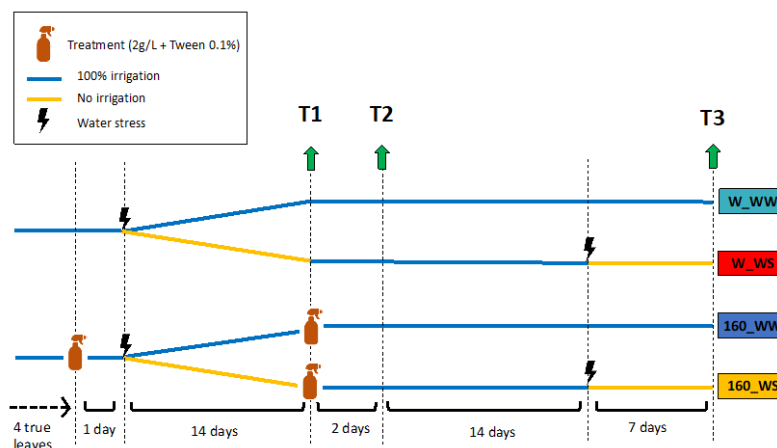 Treatment (2g/L + Tween 0.1%)
100% irrigation
No irrigation
Water stress
T1
T2
T3
W_WW
W_WS
160_WW
160_WS
4 true
leaves
1 day
14 days
2 days
14 days
7 days